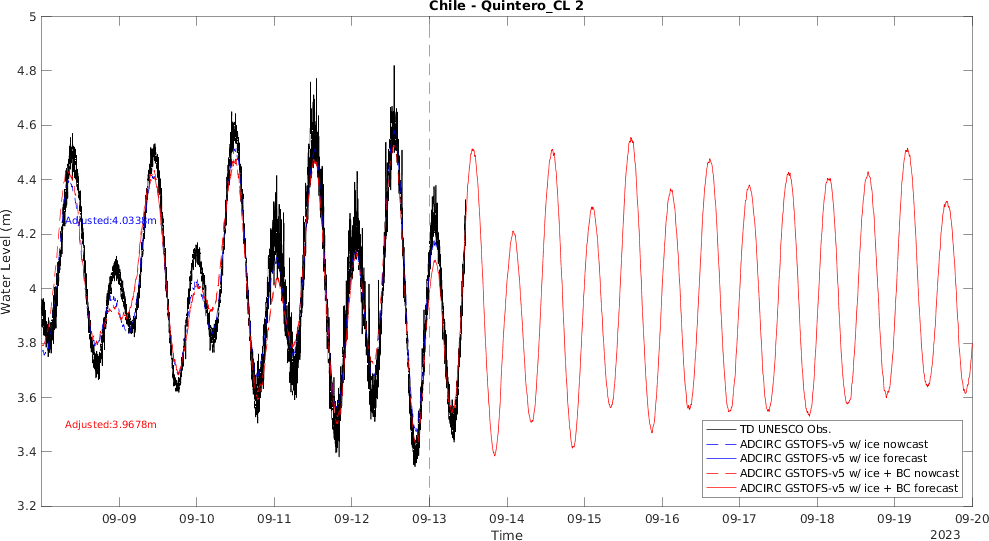 Chile - Quintero_CL 2
5
4.8
4.6
4.4
4.2
4
3.8
3.6
3.4
3.2
Water Level (m)
Adjusted:4.0338m
Adjusted:3.9678m
TD UNESCO Obs.
ADCIRC GSTOFS-v5 w/ ice nowcast
ADCIRC GSTOFS-v5 w/ ice forecast
ADCIRC GSTOFS-v5 w/ ice + BC nowcast
ADCIRC GSTOFS-v5 w/ ice + BC forecast
09-09 09-10 09-11 09-12 09-13 09-14 09-15 09-16 09-17 09-18 09-19 09-20
Time
2023